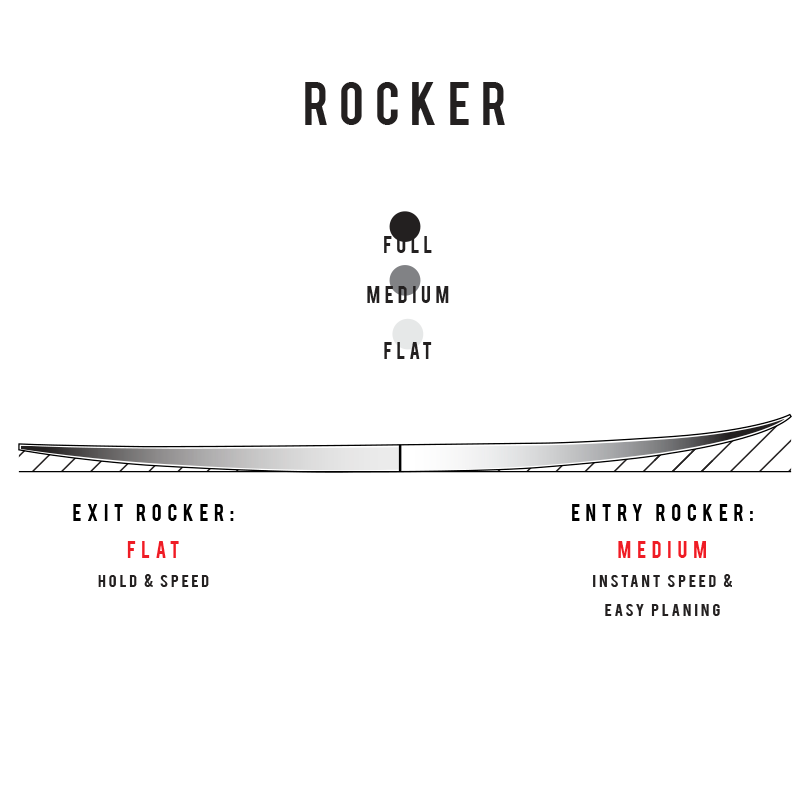 ROCKER
FULL
MEDIUM
FLAT
EXIT ROCKER:
FLAT
HOLD & SPEED
ENTRY ROCKER:
MEDIUM
INSTANT SPEED &
EASY PLANING